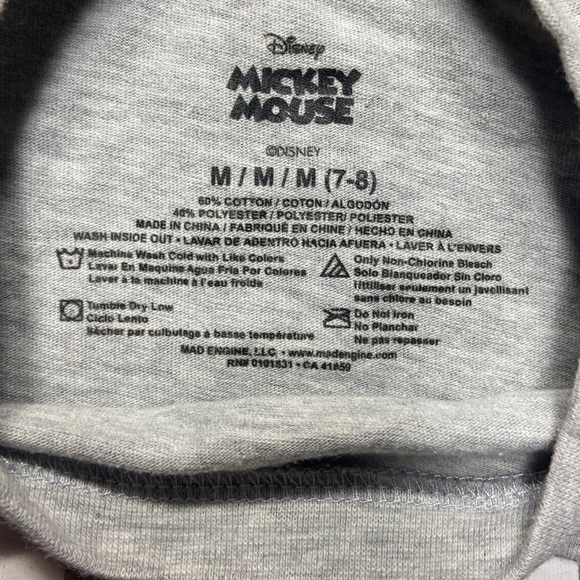 Disney
MICKEY
MOUSE
©DISNEY
M / M / M (7-8)
60% COTTON / COTON / ALGODÓN
40% POLYESTER / POLYESTER/ POLIESTER
MADE IN CHINA / FABRIQUÉ EN CHINE / HECHO EN CHINA
WASH INSIDE OUT • LAVAR DE ADENTRO HACIA AFUERA • LAVER À L'ENVERS
Machine Wash Cold with Like Colors
Lavar En Maquina Agua Fria Por Colores
Laver à la machine à l'eau froide
Only Non-Chlorine Bleach
Solo Blanqueador Sin Cloro
Utiliser seulement un javellisant
sans chlore au besoin
Tumble Dry Low
Ciclo Lento
Sécher par culbutage à basse température
Do Not Iron
No Planchar
Ne pas repasser
MAD ENGINE, LLC • www.madengine.com
RN# 0101831 • CA 41859